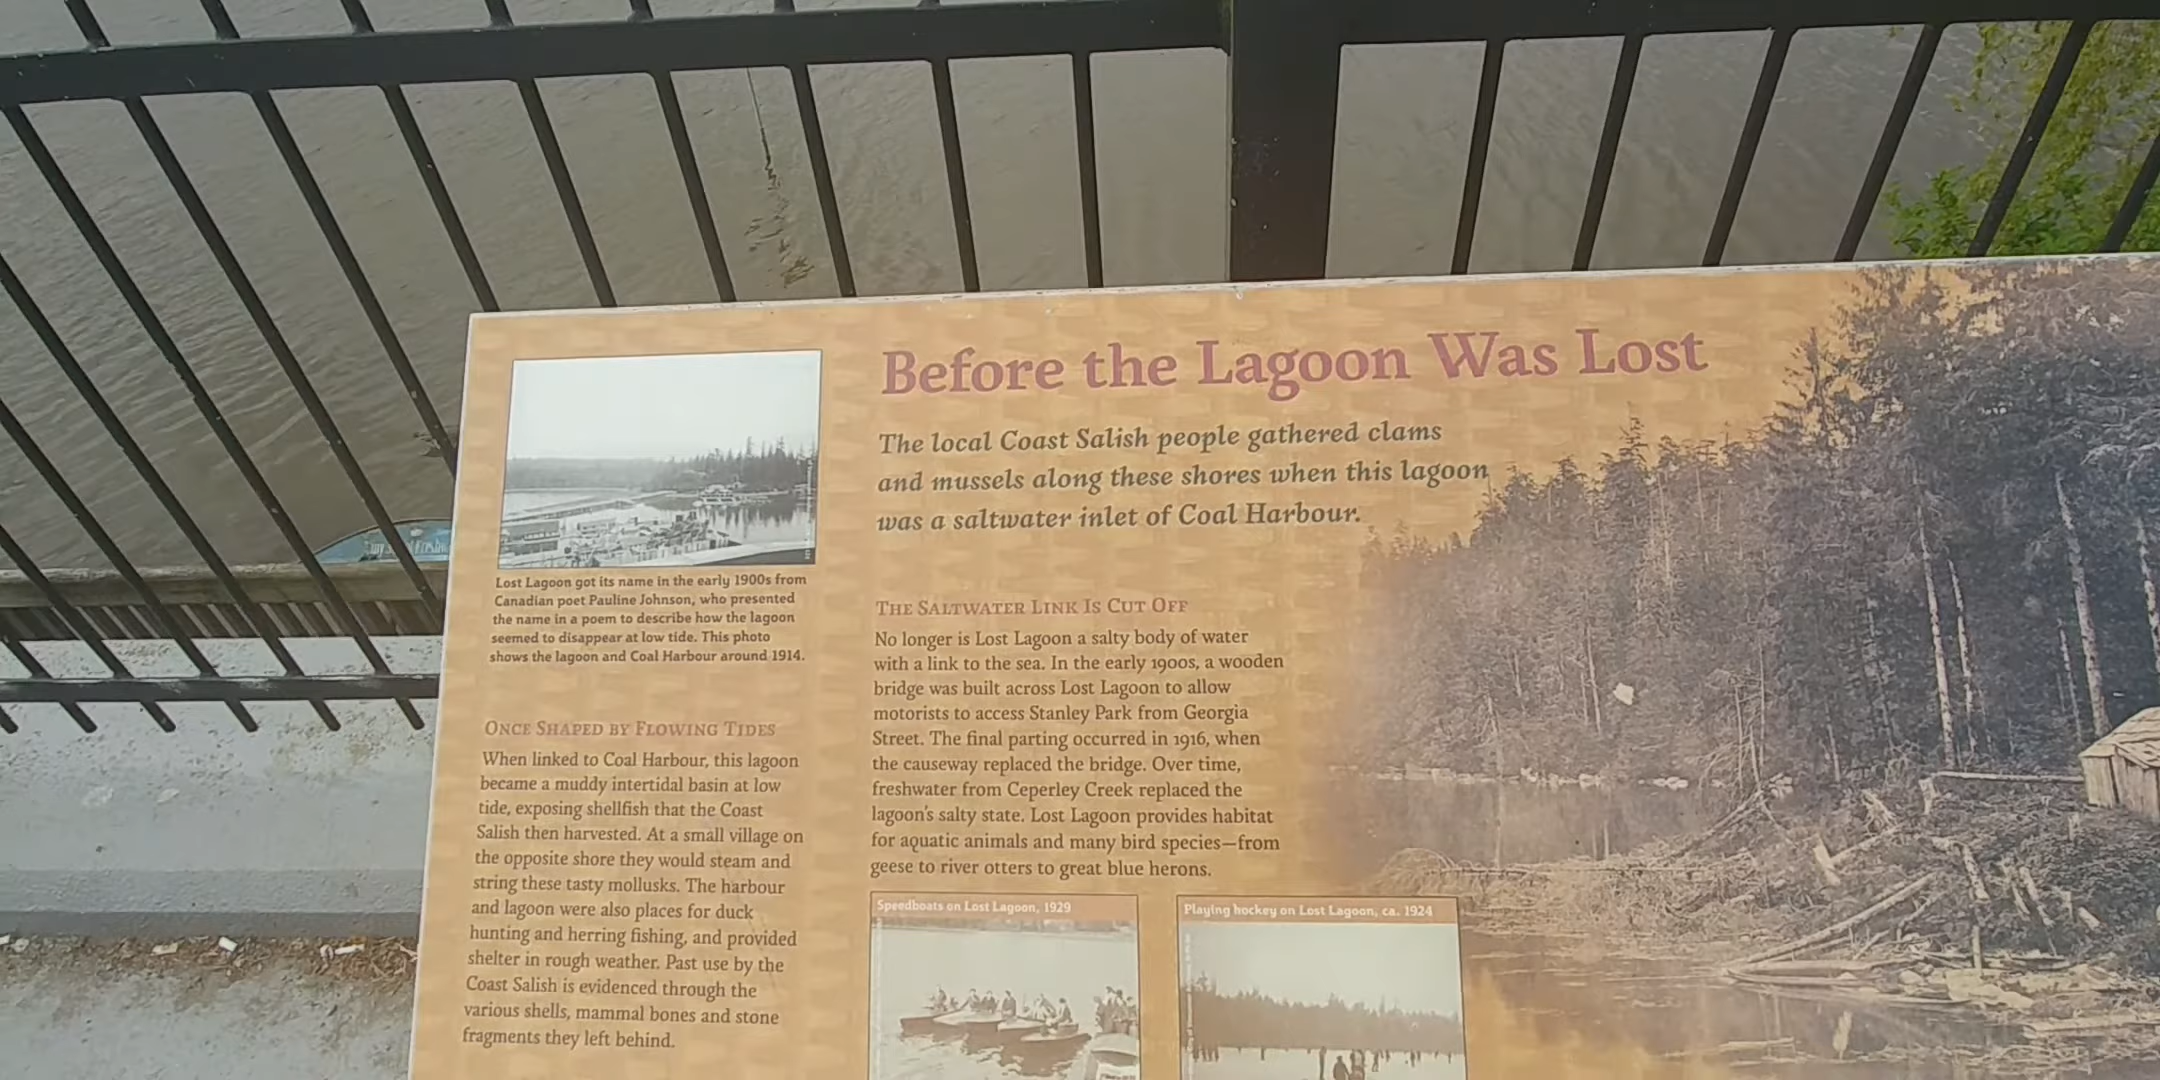 Before the Lagoon Was Lost
The local Coast Salish people gathered clams
and mussels along these shores when this lagoon
was a saltwater inlet of Coal Harbour.
Lost Lagoon got its name in the early 1900s from
Canadian poet Pauline Johnson, who presented
the name in a poem to describe how the lagoon
seemed to disappear at low tide. This photo
shows the lagoon and Coal Harbour around 1914.
ONCE SHAPED BY FLOWING TIDES
When linked to Coal Harbour, this lagoon
became a muddy intertidal basin at low
tide, exposing shellfish that the Coast
Salish then harvested. At a small village on
the opposite shore they would steam and
string these tasty mollusks. The harbour
and lagoon were also places for duck
hunting and herring fishing, and provided
shelter in rough weather. Past use by the
Coast Salish is evidenced through the
various shells, mammal bones and stone
fragments they left behind.
THE SALTWATER LINK IS CUT OFF
No longer is Lost Lagoon a salty body of water
with a link to the sea. In the early 1900s, a wooden
bridge was built across Lost Lagoon to allow
motorists to access Stanley Park from Georgia
Street. The final parting occurred in 1916, when
the causeway replaced the bridge. Over time,
freshwater from Ceperley Creek replaced the
lagoon's salty state. Lost Lagoon provides habitat
for aquatic animals and many bird species—from
geese to river otters to great blue herons.
Speedboats on Lost Lagoon, 1929
Playing hockey on Lost Lagoon, ca. 1924